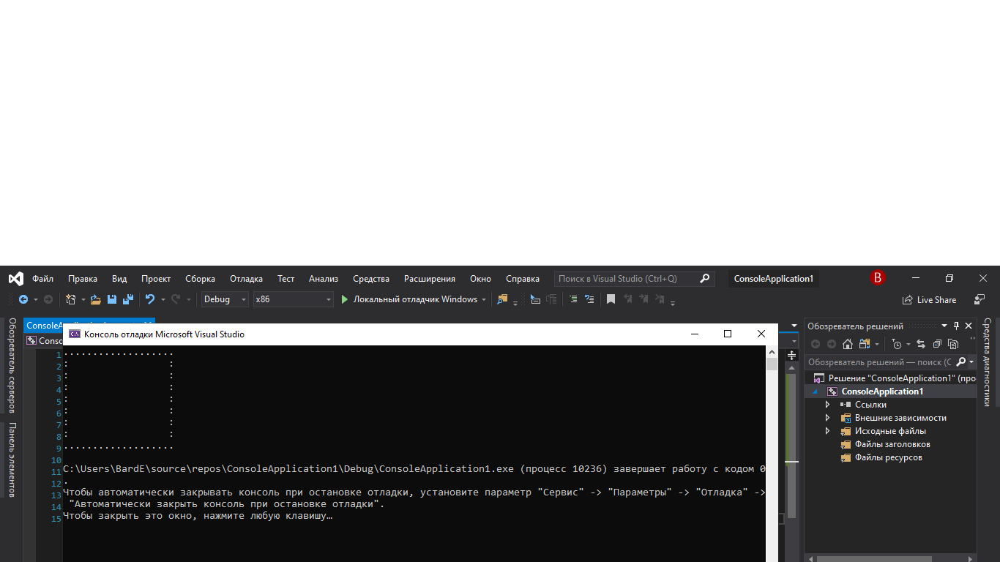 Файл Правка Вид Проект Сборка Отладка Тест Анализ Средства Расширения Окно Справка Поиск в Visual Studio (Ctrl+Q) ConsoleApplication1 B
Debug x86 Локальный отладчик Windows Live Share
Обозреватель серверов
Панель элементов
ConsoleA
Conso
Консоль отладки Microsoft Visual Studio
1 ...................
2 :                 :
3 :                 :
4 :                 :
5 :                 :
6 :                 :
7 :                 :
8 :                 :
9 ...................
10
11 C:\Users\BardE\source\repos\ConsoleApplication1\Debug\ConsoleApplication1.exe (процесс 10236) завершает работу с кодом 0
12 .
13 Чтобы автоматически закрывать консоль при остановке отладки, установите параметр "Сервис" -> "Параметры" -> "Отладка" ->
14 "Автоматически закрыть консоль при остановке отладки".
15 Чтобы закрыть это окно, нажмите любую клавишу…
Обозреватель решений
Обозреватель решений — поиск (C
Решение "ConsoleApplication1" (про
ConsoleApplication1
Ссылки
Внешние зависимости
Исходные файлы
Файлы заголовков
Файлы ресурсов
Средства диагностики